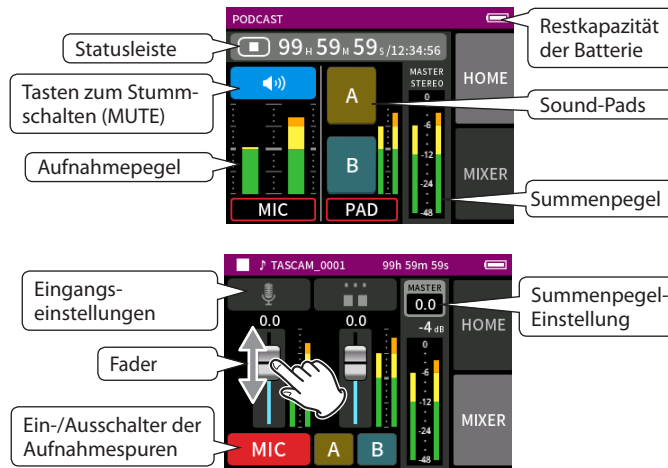 PODCAST
Statusleiste
99H 59M 59S/12:34:56
Restkapazität
der Batterie
Tasten zum Stumm-
schalten (MUTE)
A
MASTER
STEREO
HOME
Sound-Pads
0
-6
-12
-24
-48
Aufnahmepegel
B
MIXER
Summenpegel
MIC
PAD
TASCAM_0001
99h 59m 59s
Eingangs-
einstellungen
MASTER
0.0
Summenpegel-
Einstellung
0.0
0.0
-4 dB
HOME
Fader
0
-6
-12
-24
-48
Ein-/Ausschalter der
Aufnahmespuren
MIC
A
B
MIXER